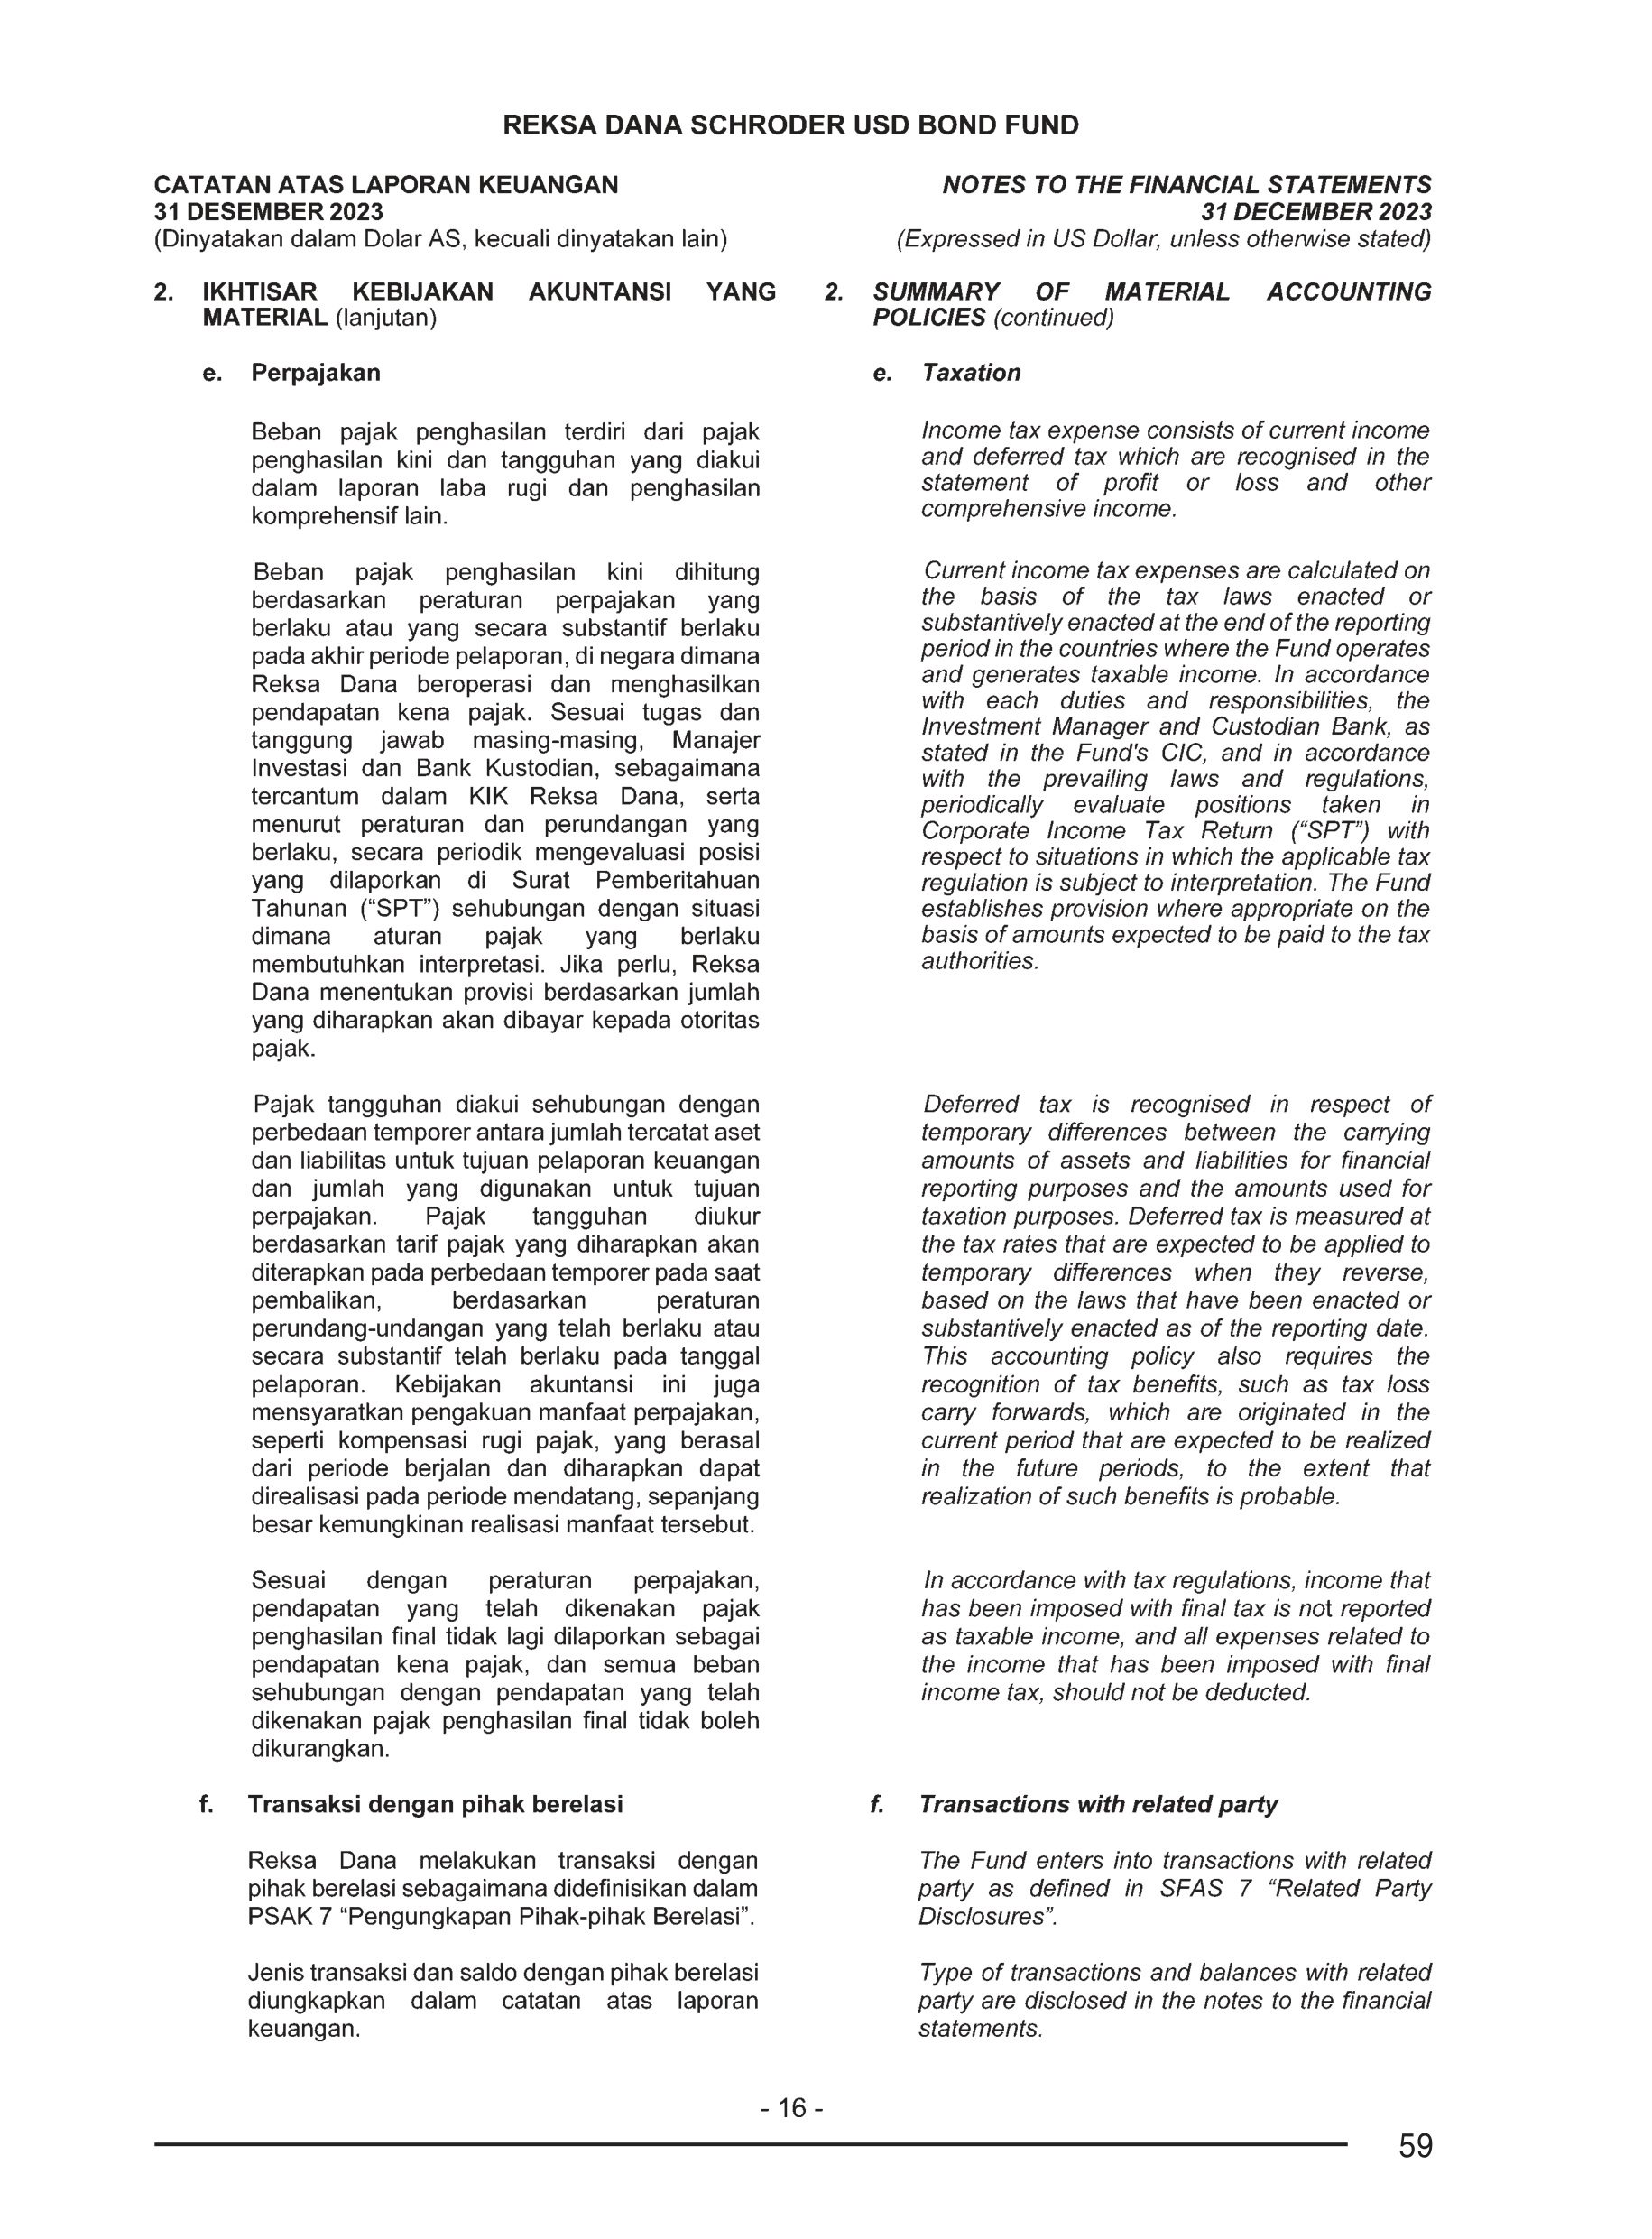 REKSA DANA SCHRODER USD BOND FUND
CATATAN ATAS LAPORAN KEUANGAN
31 DESEMBER 2023
(Dinyatakan dalam Dolar AS, kecuali dinyatakan lain)
NOTES TO THE FINANCIAL STATEMENTS
31 DECEMBER 2023
(Expressed in US Dollar, unless otherwise stated)
2. IKHTISAR KEBIJAKAN AKUNTANSI YANG
MATERIAL (lanjutan)
e. Perpajakan
Beban pajak penghasilan terdiri dari pajak
penghasilan kini dan tangguhan yang diakui
dalam laporan laba rugi dan penghasilan
komprehensif lain.
Beban pajak penghasilan kini dihitung
berdasarkan peraturan perpajakan yang
berlaku atau yang secara substantif berlaku
pada akhir periode pelaporan, di negara dimana
Reksa Dana beroperasi dan menghasilkan
pendapatan kena pajak. Sesuai tugas dan
tanggung jawab masing-masing, Manajer
Investasi dan Bank Kustodian, sebagaimana
tercantum dalam KIK Reksa Dana, serta
menurut peraturan dan perundangan yang
berlaku, secara periodik mengevaluasi posisi
yang dilaporkan di Surat Pemberitahuan
Tahunan (“SPT”) sehubungan dengan situasi
dimana aturan pajak yang berlaku
membutuhkan interpretasi. Jika perlu, Reksa
Dana menentukan provisi berdasarkan jumlah
yang diharapkan akan dibayar kepada otoritas
pajak.
Pajak tangguhan diakui sehubungan dengan
perbedaan temporer antara jumlah tercatat aset
dan liabilitas untuk tujuan pelaporan keuangan
dan jumlah yang digunakan untuk tujuan
perpajakan. Pajak tangguhan diukur
berdasarkan tarif pajak yang diharapkan akan
diterapkan pada perbedaan temporer pada saat
pembalikan, berdasarkan peraturan
perundang-undangan yang telah berlaku atau
secara substantif telah berlaku pada tanggal
pelaporan. Kebijakan akuntansi ini juga
mensyaratkan pengakuan manfaat perpajakan,
seperti kompensasi rugi pajak, yang berasal
dari periode berjalan dan diharapkan dapat
direalisasi pada periode mendatang, sepanjang
besar kemungkinan realisasi manfaat tersebut.
Sesuai dengan peraturan perpajakan,
pendapatan yang telah dikenakan pajak
penghasilan final tidak lagi dilaporkan sebagai
pendapatan kena pajak, dan semua beban
sehubungan dengan pendapatan yang telah
dikenakan pajak penghasilan final tidak boleh
dikurangkan.
f. Transaksi dengan pihak berelasi
Reksa Dana melakukan transaksi dengan
pihak berelasi sebagaimana didefinisikan dalam
PSAK 7 “Pengungkapan Pihak-pihak Berelasi”.
Jenis transaksi dan saldo dengan pihak berelasi
diungkapkan dalam catatan atas laporan
keuangan.
2. SUMMARY OF MATERIAL ACCOUNTING
POLICIES (continued)
e. Taxation
Income tax expense consists of current income
and deferred tax which are recognised in the
statement of profit or loss and other
comprehensive income.
Current income tax expenses are calculated on
the basis of the tax laws enacted or
substantively enacted at the end of the reporting
period in the countries where the Fund operates
and generates taxable income. In accordance
with each duties and responsibilities, the
Investment Manager and Custodian Bank, as
stated in the Fund's CIC, and in accordance
with the prevailing laws and regulations,
periodically evaluate positions taken in
Corporate Income Tax Return (“SPT”) with
respect to situations in which the applicable tax
regulation is subject to interpretation. The Fund
establishes provision where appropriate on the
basis of amounts expected to be paid to the tax
authorities.
Deferred tax is recognised in respect of
temporary differences between the carrying
amounts of assets and liabilities for financial
reporting purposes and the amounts used for
taxation purposes. Deferred tax is measured at
the tax rates that are expected to be applied to
temporary differences when they reverse,
based on the laws that have been enacted or
substantively enacted as of the reporting date.
This accounting policy also requires the
recognition of tax benefits, such as tax loss
carry forwards, which are originated in the
current period that are expected to be realized
in the future periods, to the extent that
realization of such benefits is probable.
In accordance with tax regulations, income that
has been imposed with final tax is not reported
as taxable income, and all expenses related to
the income that has been imposed with final
income tax, should not be deducted.
f. Transactions with related party
The Fund enters into transactions with related
party as defined in SFAS 7 “Related Party
Disclosures”.
Type of transactions and balances with related
party are disclosed in the notes to the financial
statements.
- 16 -
59